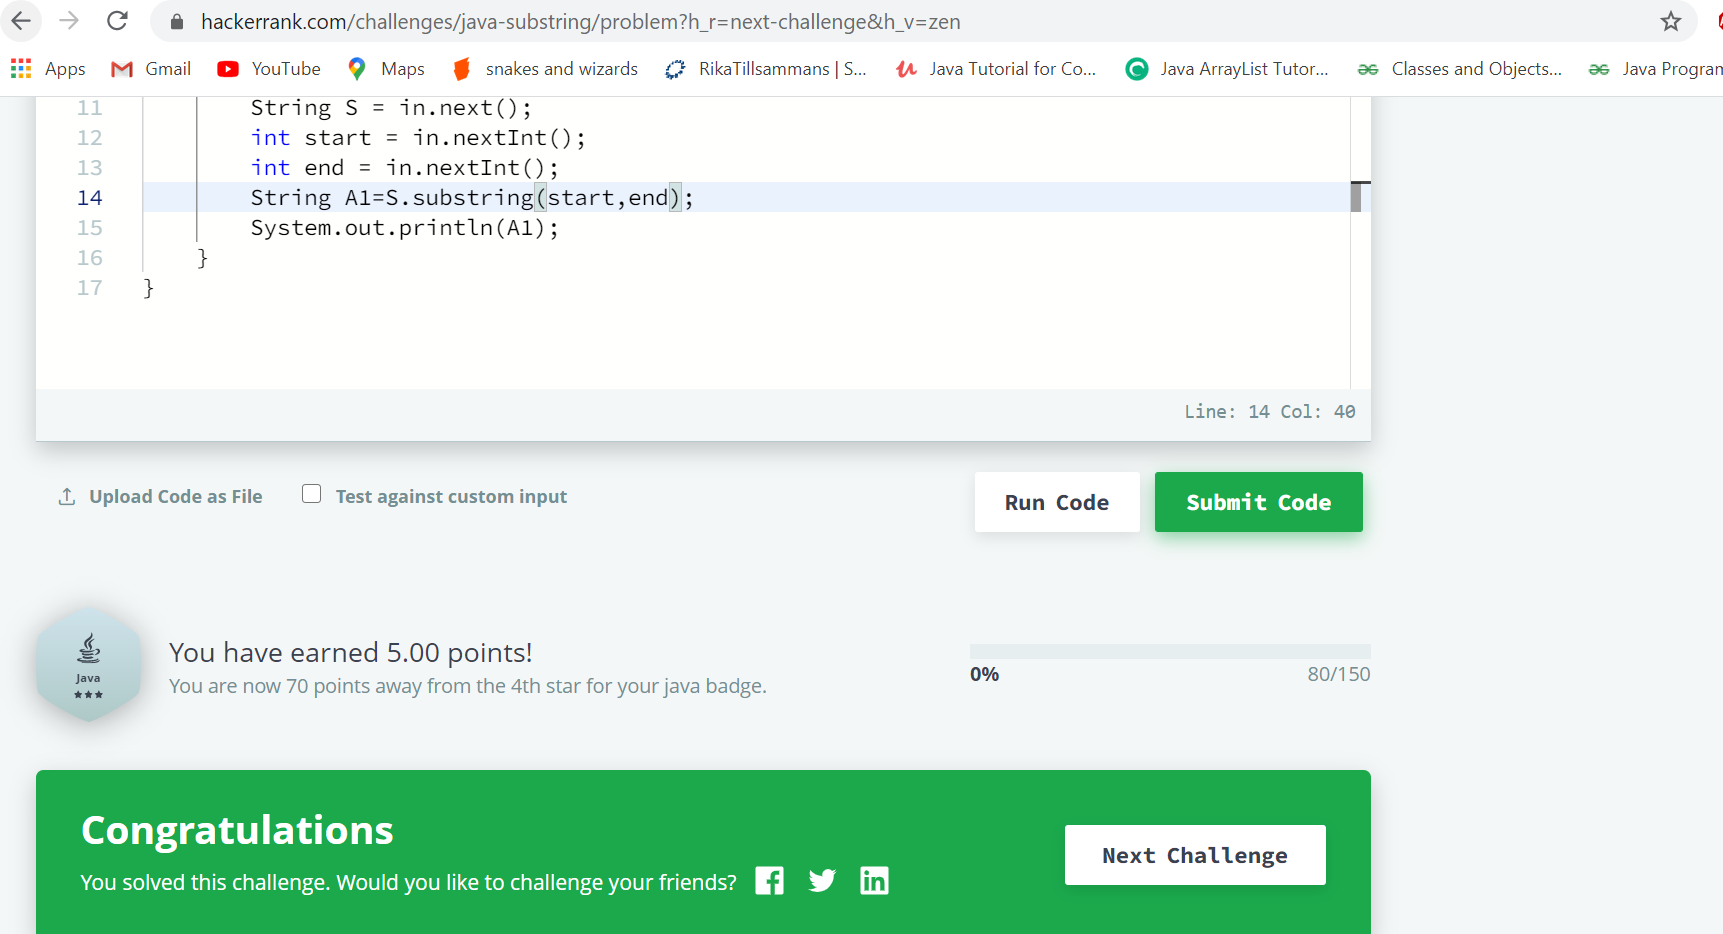 hackerrank.com/challenges/java-substring/problem?h_r=next-challenge&h_v=zen
Apps Gmail YouTube Maps snakes and wizards RikaTillsammans | S... Java Tutorial for Co... Java ArrayList Tutor... Classes and Objects... Java Program
11 String S = in.next();
12 int start = in.nextInt();
13 int end = in.nextInt();
14 String A1=S.substring(start,end);
15 System.out.println(A1);
16 }
17 }
Line: 14 Col: 40
Upload Code as File Test against custom input Run Code Submit Code
Java
You have earned 5.00 points!
You are now 70 points away from the 4th star for your java badge.
0% 80/150
Congratulations
You solved this challenge. Would you like to challenge your friends?
Next Challenge